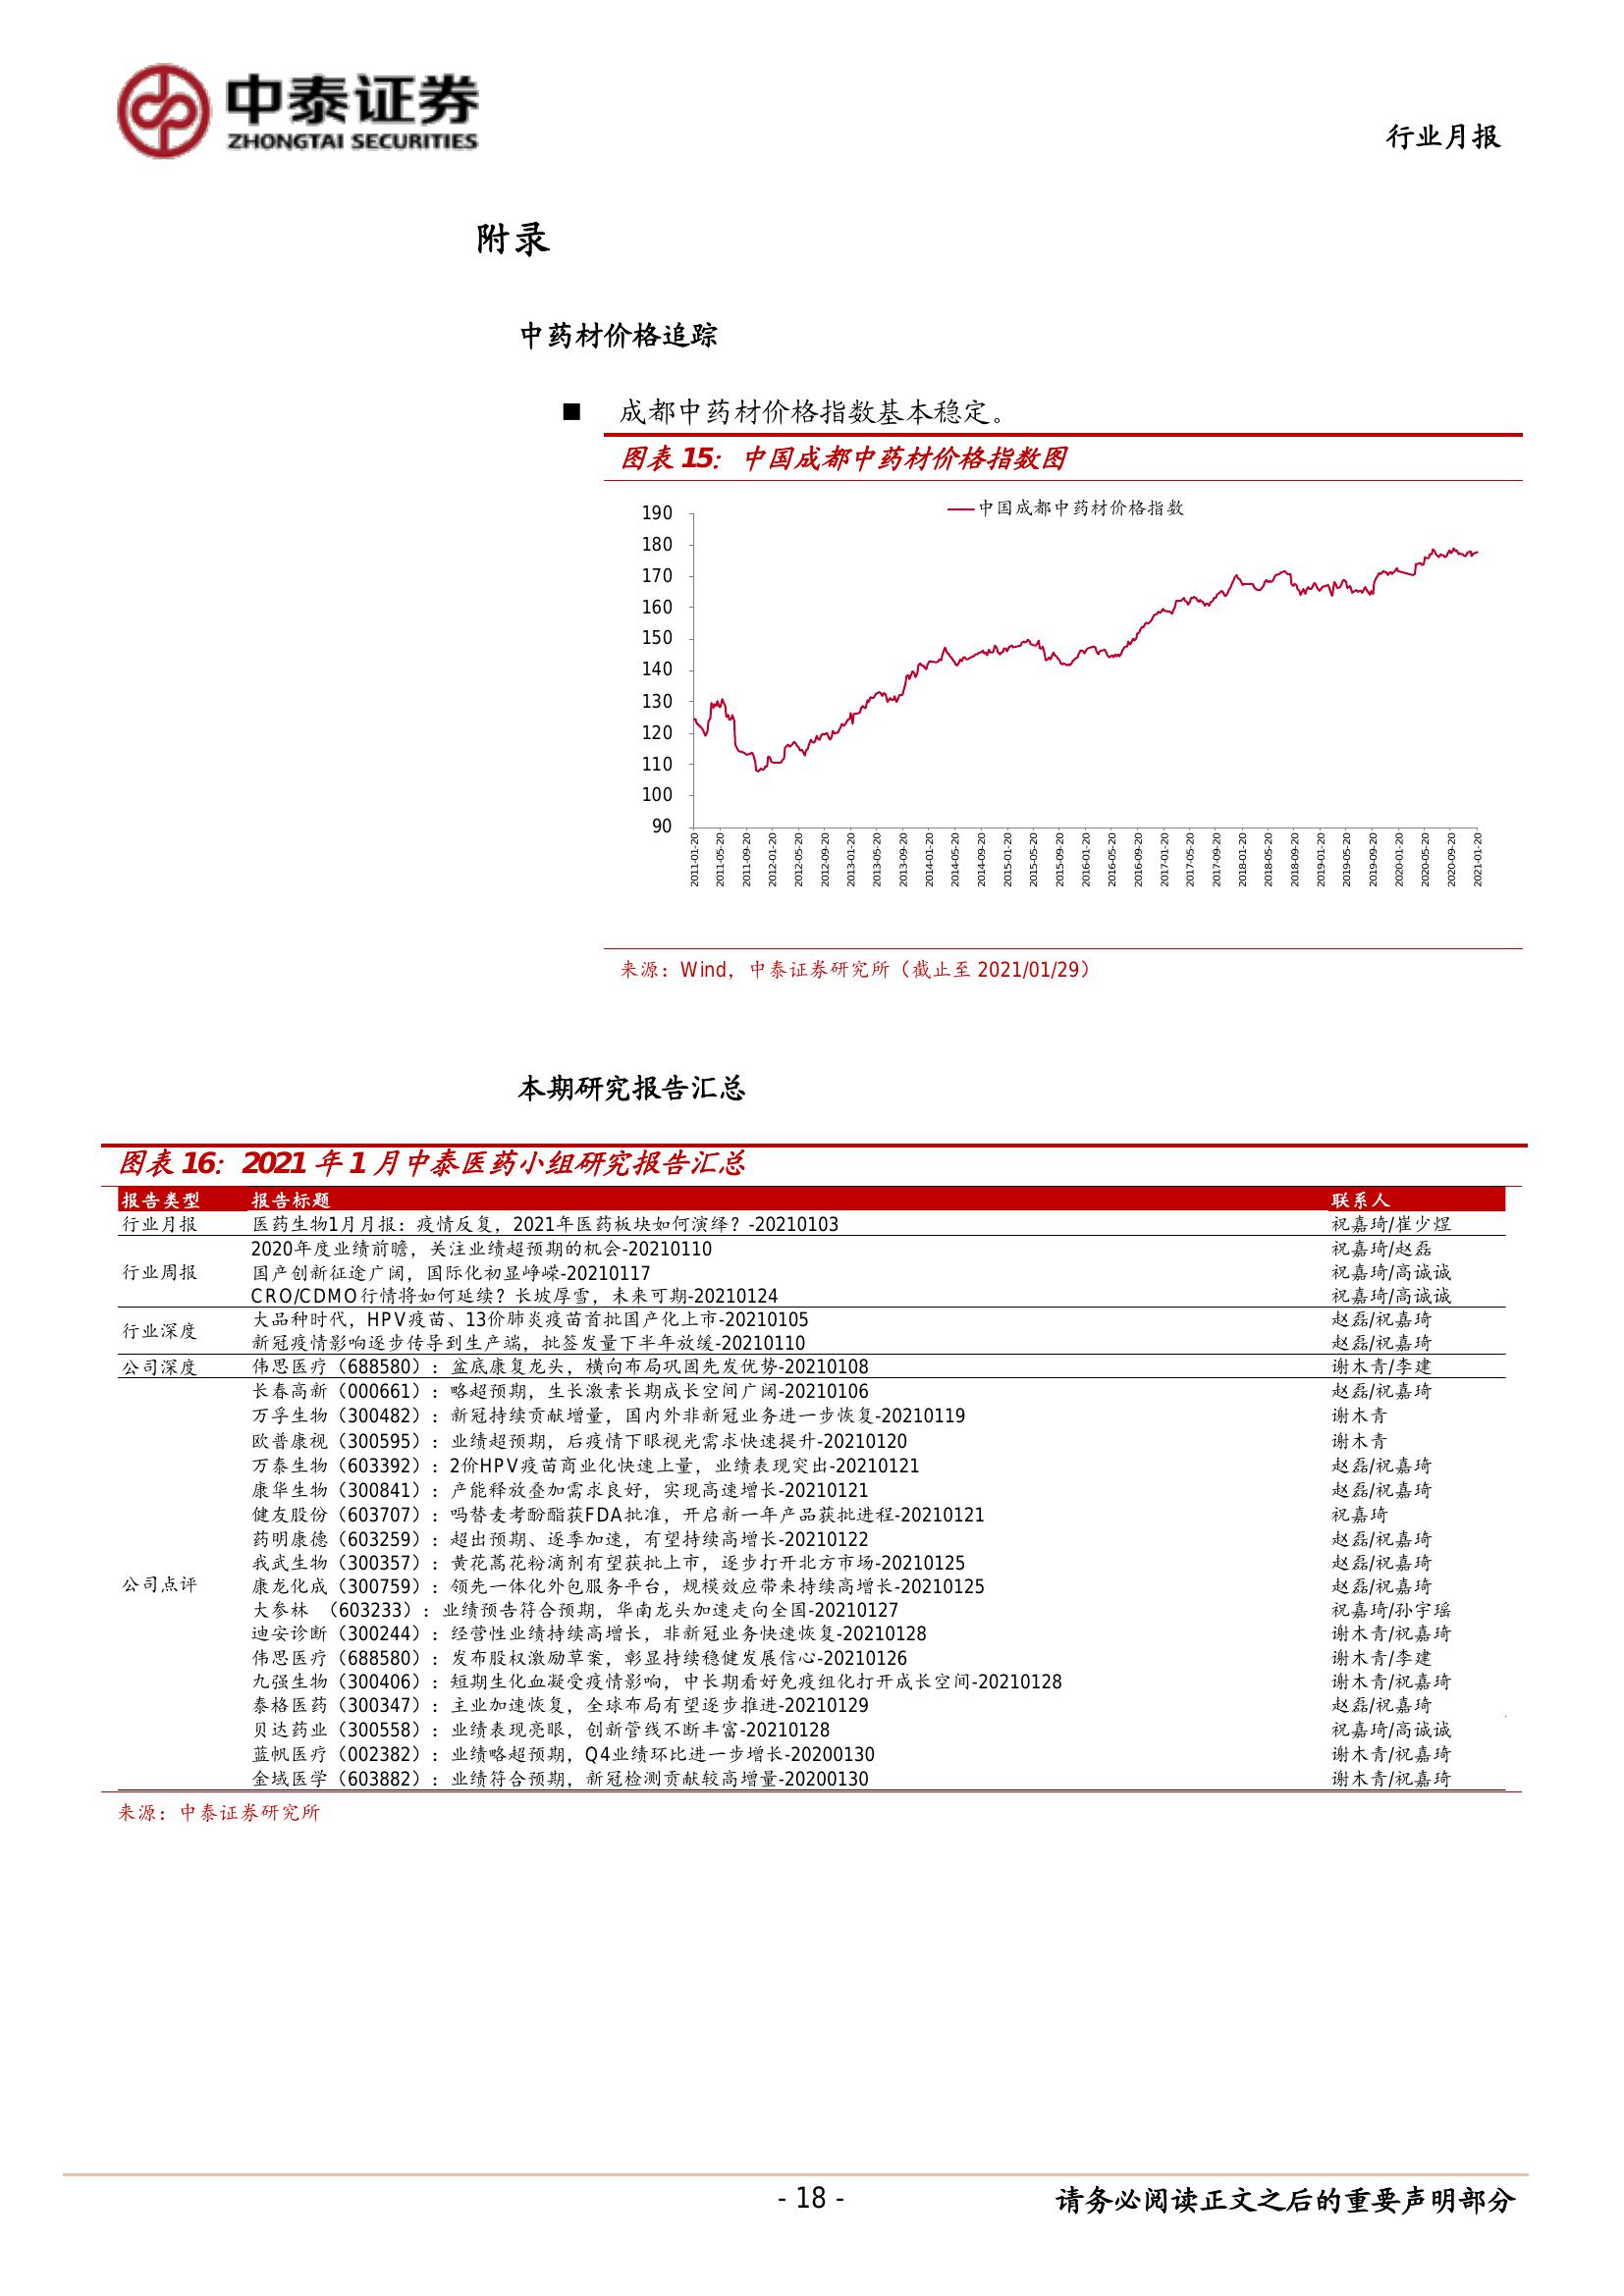 中泰证券
ZHONGTAI SECURITIES
行业月报
附录
中药材价格追踪
■ 成都中药材价格指数基本稳定。
图表 15：中国成都中药材价格指数图
中国成都中药材价格指数
190
180
170
160
150
140
130
120
110
100
90
2011-01-20
2011-05-20
2011-09-20
2012-01-20
2012-05-20
2012-09-20
2013-01-20
2013-05-20
2013-09-20
2014-01-20
2014-05-20
2014-09-20
2015-01-20
2015-05-20
2015-09-20
2016-01-20
2016-05-20
2016-09-20
2017-01-20
2017-05-20
2017-09-20
2018-01-20
2018-05-20
2018-09-20
2019-01-20
2019-05-20
2019-09-20
2020-01-20
2020-05-20
2020-09-20
2021-01-20
来源：Wind，中泰证券研究所（截止至 2021/01/29）
本期研究报告汇总
图表 16：2021 年 1 月中泰医药小组研究报告汇总
报告类型 报告标题 联系人
行业月报 医药生物1月月报：疫情反复，2021年医药板块如何演绎？-20210103 祝嘉琦/崔少煜
2020年度业绩前瞻，关注业绩超预期的机会-20210110 祝嘉琦/赵磊
行业周报 国产创新征途广阔，国际化初显峥嵘-20210117 祝嘉琦/高诚诚
CRO/CDMO行情将如何延续？长坡厚雪，未来可期-20210124 祝嘉琦/高诚诚
行业深度 大品种时代，HPV疫苗、13价肺炎疫苗首批国产化上市-20210105 赵磊/祝嘉琦
新冠疫情影响逐步传导到生产端，批签发量下半年放缓-20210110 赵磊/祝嘉琦
公司深度 伟思医疗（688580）：盆底康复龙头，横向布局巩固先发优势-20210108 谢木青/李建
长春高新（000661）：略超预期，生长激素长期成长空间广阔-20210106 赵磊/祝嘉琦
万孚生物（300482）：新冠持续贡献增量，国内外非新冠业务进一步恢复-20210119 谢木青
欧普康视（300595）：业绩超预期，后疫情下眼视光需求快速提升-20210120 谢木青
万泰生物（603392）：2价HPV疫苗商业化快速上量，业绩表现突出-20210121 赵磊/祝嘉琦
康华生物（300841）：产能释放叠加需求良好，实现高速增长-20210121 赵磊/祝嘉琦
健友股份（603707）：吗替麦考酚酯获FDA批准，开启新一年产品获批进程-20210121 祝嘉琦
药明康德（603259）：超出预期、逐季加速，有望持续高增长-20210122 赵磊/祝嘉琦
我武生物（300357）：黄花蒿花粉滴剂有望获批上市，逐步打开北方市场-20210125 赵磊/祝嘉琦
公司点评 康龙化成（300759）：领先一体化外包服务平台，规模效应带来持续高增长-20210125 赵磊/祝嘉琦
大参林 （603233）：业绩预告符合预期，华南龙头加速走向全国-20210127 祝嘉琦/孙宇瑶
迪安诊断（300244）：经营性业绩持续高增长，非新冠业务快速恢复-20210128 谢木青/祝嘉琦
伟思医疗（688580）：发布股权激励草案，彰显持续稳健发展信心-20210126 谢木青/李建
九强生物（300406）：短期生化血凝受疫情影响，中长期看好免疫组化打开成长空间-20210128 谢木青/祝嘉琦
泰格医药（300347）：主业加速恢复，全球布局有望逐步推进-20210129 赵磊/祝嘉琦
贝达药业（300558）：业绩表现亮眼，创新管线不断丰富-20210128 祝嘉琦/高诚诚
蓝帆医疗（002382）：业绩略超预期，Q4业绩环比进一步增长-20200130 谢木青/祝嘉琦
金域医学（603882）：业绩符合预期，新冠检测贡献较高增量-20200130 谢木青/祝嘉琦
来源：中泰证券研究所
- 18 -
请务必阅读正文之后的重要声明部分